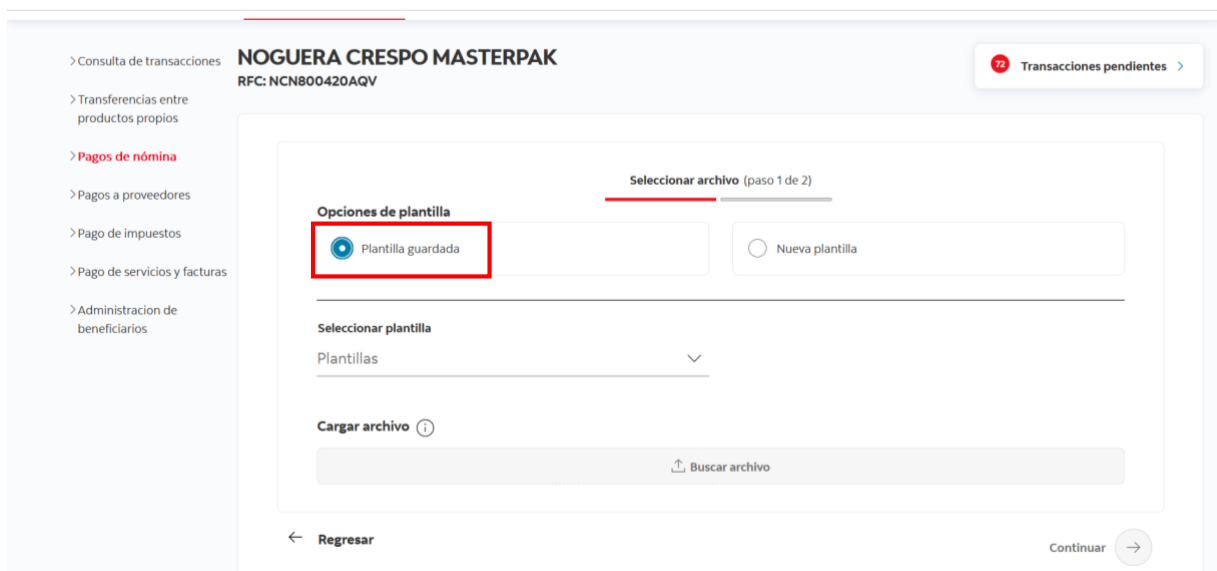 NOGUERA CRESPO MASTERPAK
RFC: NCN800420AQV
72 Transacciones pendientes
Consulta de transacciones
Transferencias entre
productos propios
Pagos de nómina
Pagos a proveedores
Pago de impuestos
Pago de servicios y facturas
Administracion de
beneficiarios
Seleccionar archivo (paso 1 de 2)
Opciones de plantilla
Plantilla guardada
Nueva plantilla
Seleccionar plantilla
Plantillas
Cargar archivo
Buscar archivo
Regresar
Continuar